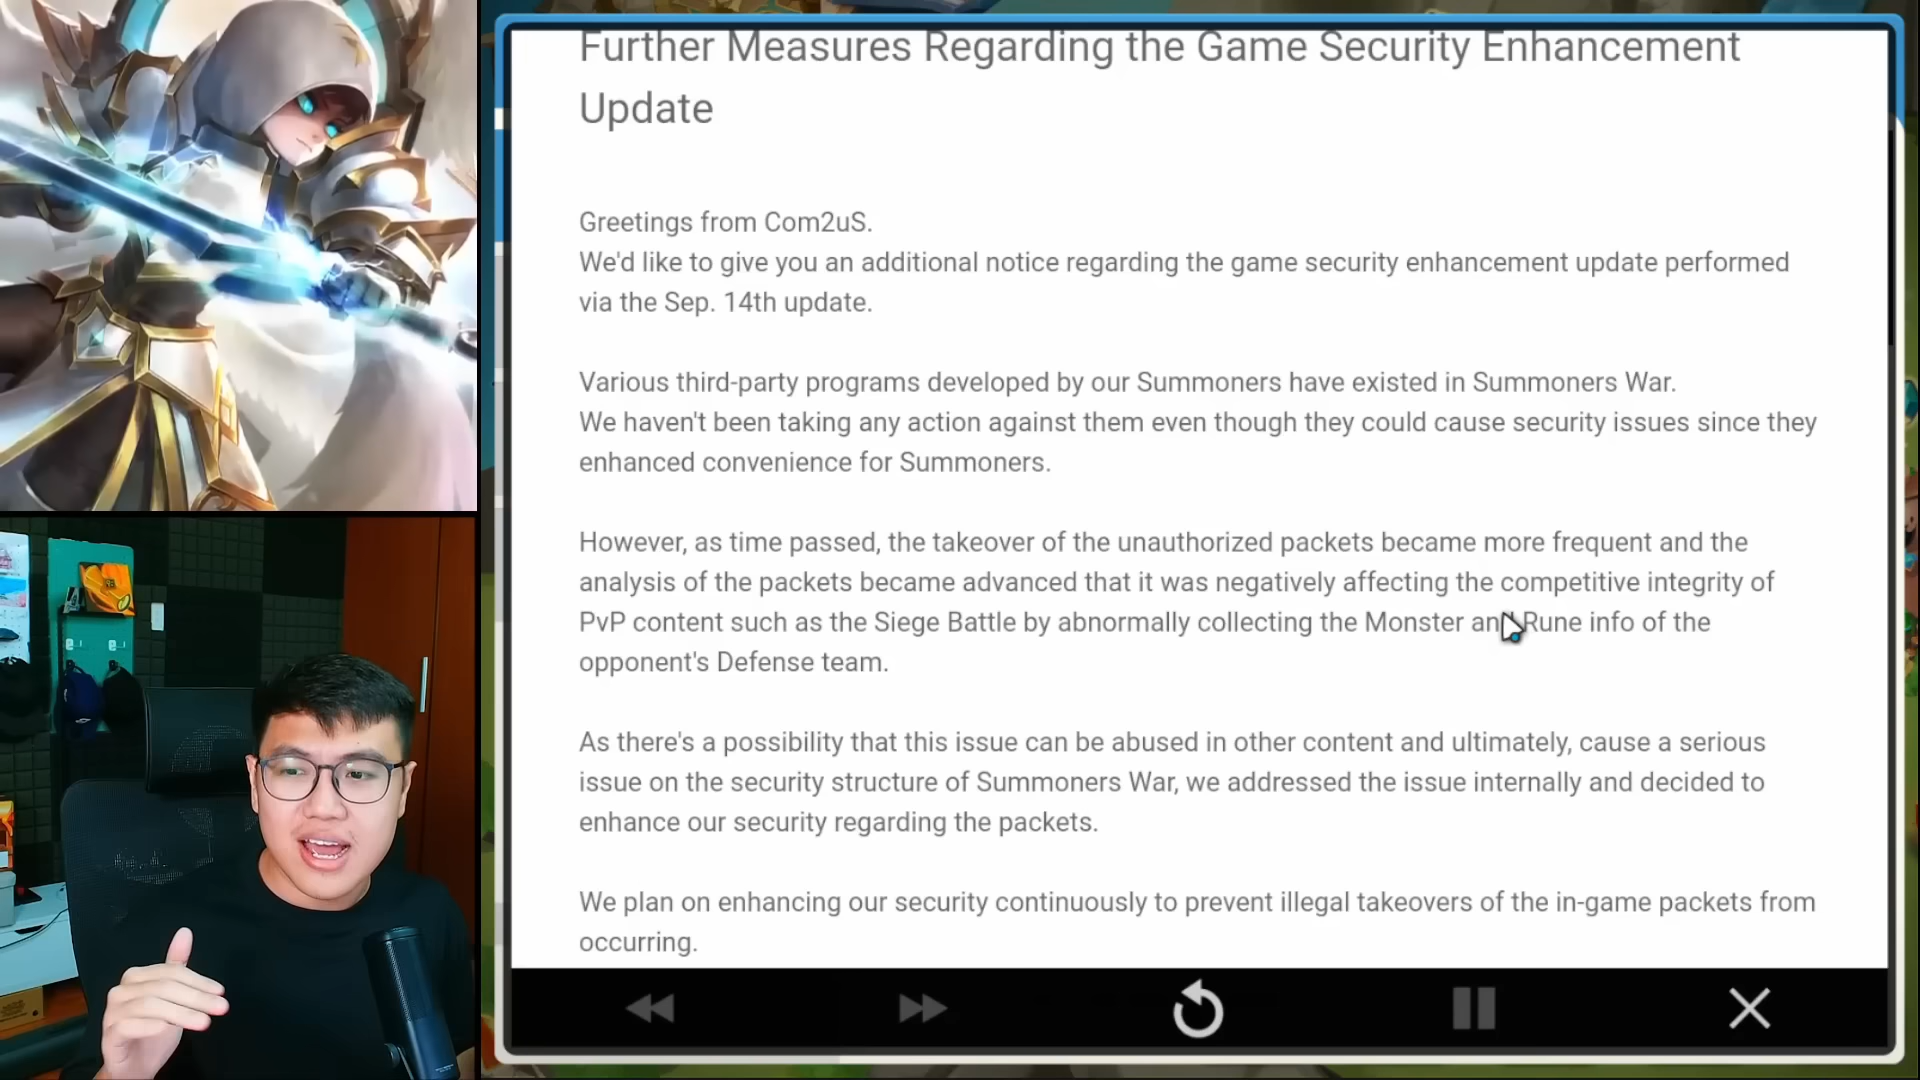 Further Measures Regarding the Game Security Enhancement
Update
Greetings from Com2uS.
We'd like to give you an additional notice regarding the game security enhancement update performed
via the Sep. 14th update.
Various third-party programs developed by our Summoners have existed in Summoners War.
We haven't been taking any action against them even though they could cause security issues since they
enhanced convenience for Summoners.
However, as time passed, the takeover of the unauthorized packets became more frequent and the
analysis of the packets became advanced that it was negatively affecting the competitive integrity of
PvP content such as the Siege Battle by abnormally collecting the Monster and Rune info of the
opponent's Defense team.
As there's a possibility that this issue can be abused in other content and ultimately, cause a serious
issue on the security structure of Summoners War, we addressed the issue internally and decided to
enhance our security regarding the packets.
We plan on enhancing our security continuously to prevent illegal takeovers of the in-game packets from
occurring.